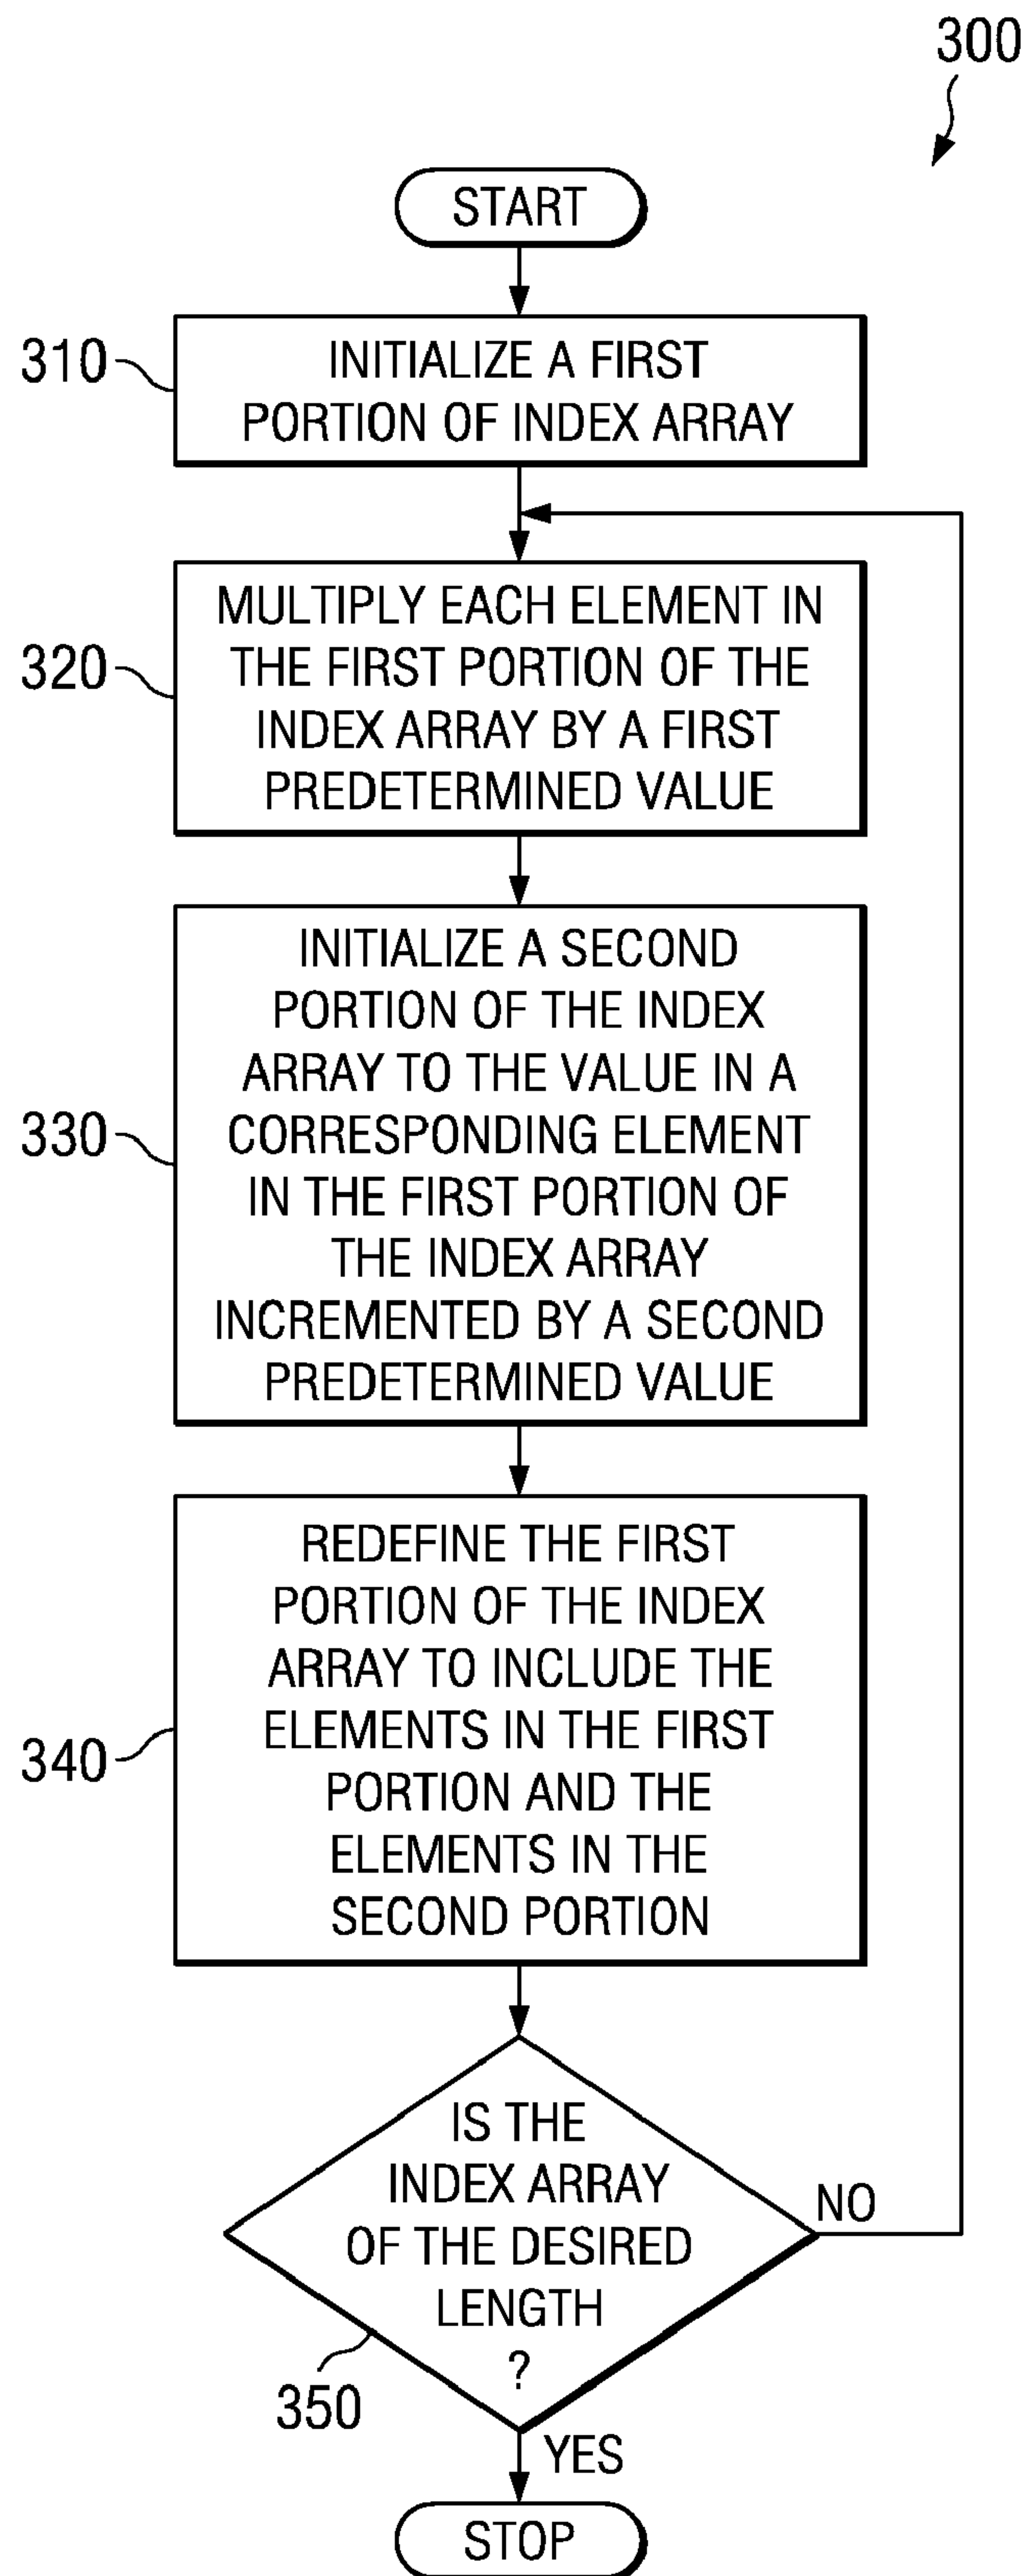 300
START
310
INITIALIZE A FIRST
PORTION OF INDEX ARRAY
320
MULTIPLY EACH ELEMENT IN
THE FIRST PORTION OF THE
INDEX ARRAY BY A FIRST
PREDETERMINED VALUE
330
INITIALIZE A SECOND
PORTION OF THE INDEX
ARRAY TO THE VALUE IN A
CORRESPONDING ELEMENT
IN THE FIRST PORTION OF
THE INDEX ARRAY
INCREMENTED BY A SECOND
PREDETERMINED VALUE
340
REDEFINE THE FIRST
PORTION OF THE INDEX
ARRAY TO INCLUDE THE
ELEMENTS IN THE FIRST
PORTION AND THE
ELEMENTS IN THE
SECOND PORTION
IS THE
INDEX ARRAY
OF THE DESIRED
LENGTH
?
NO
350
YES
STOP